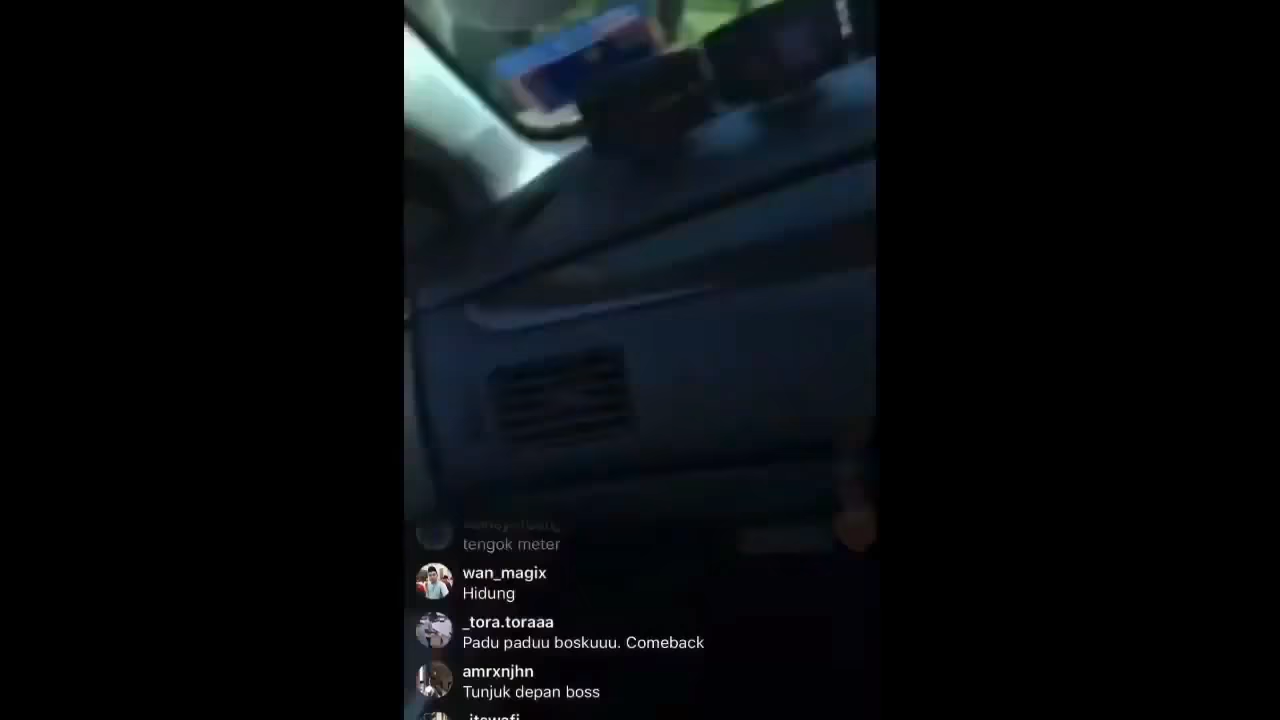 tengok meter
wan_magix
Hidung
_tora.toraaa
Padu paduu boskuuu. Comeback
amrxnjhn
Tunjuk depan boss